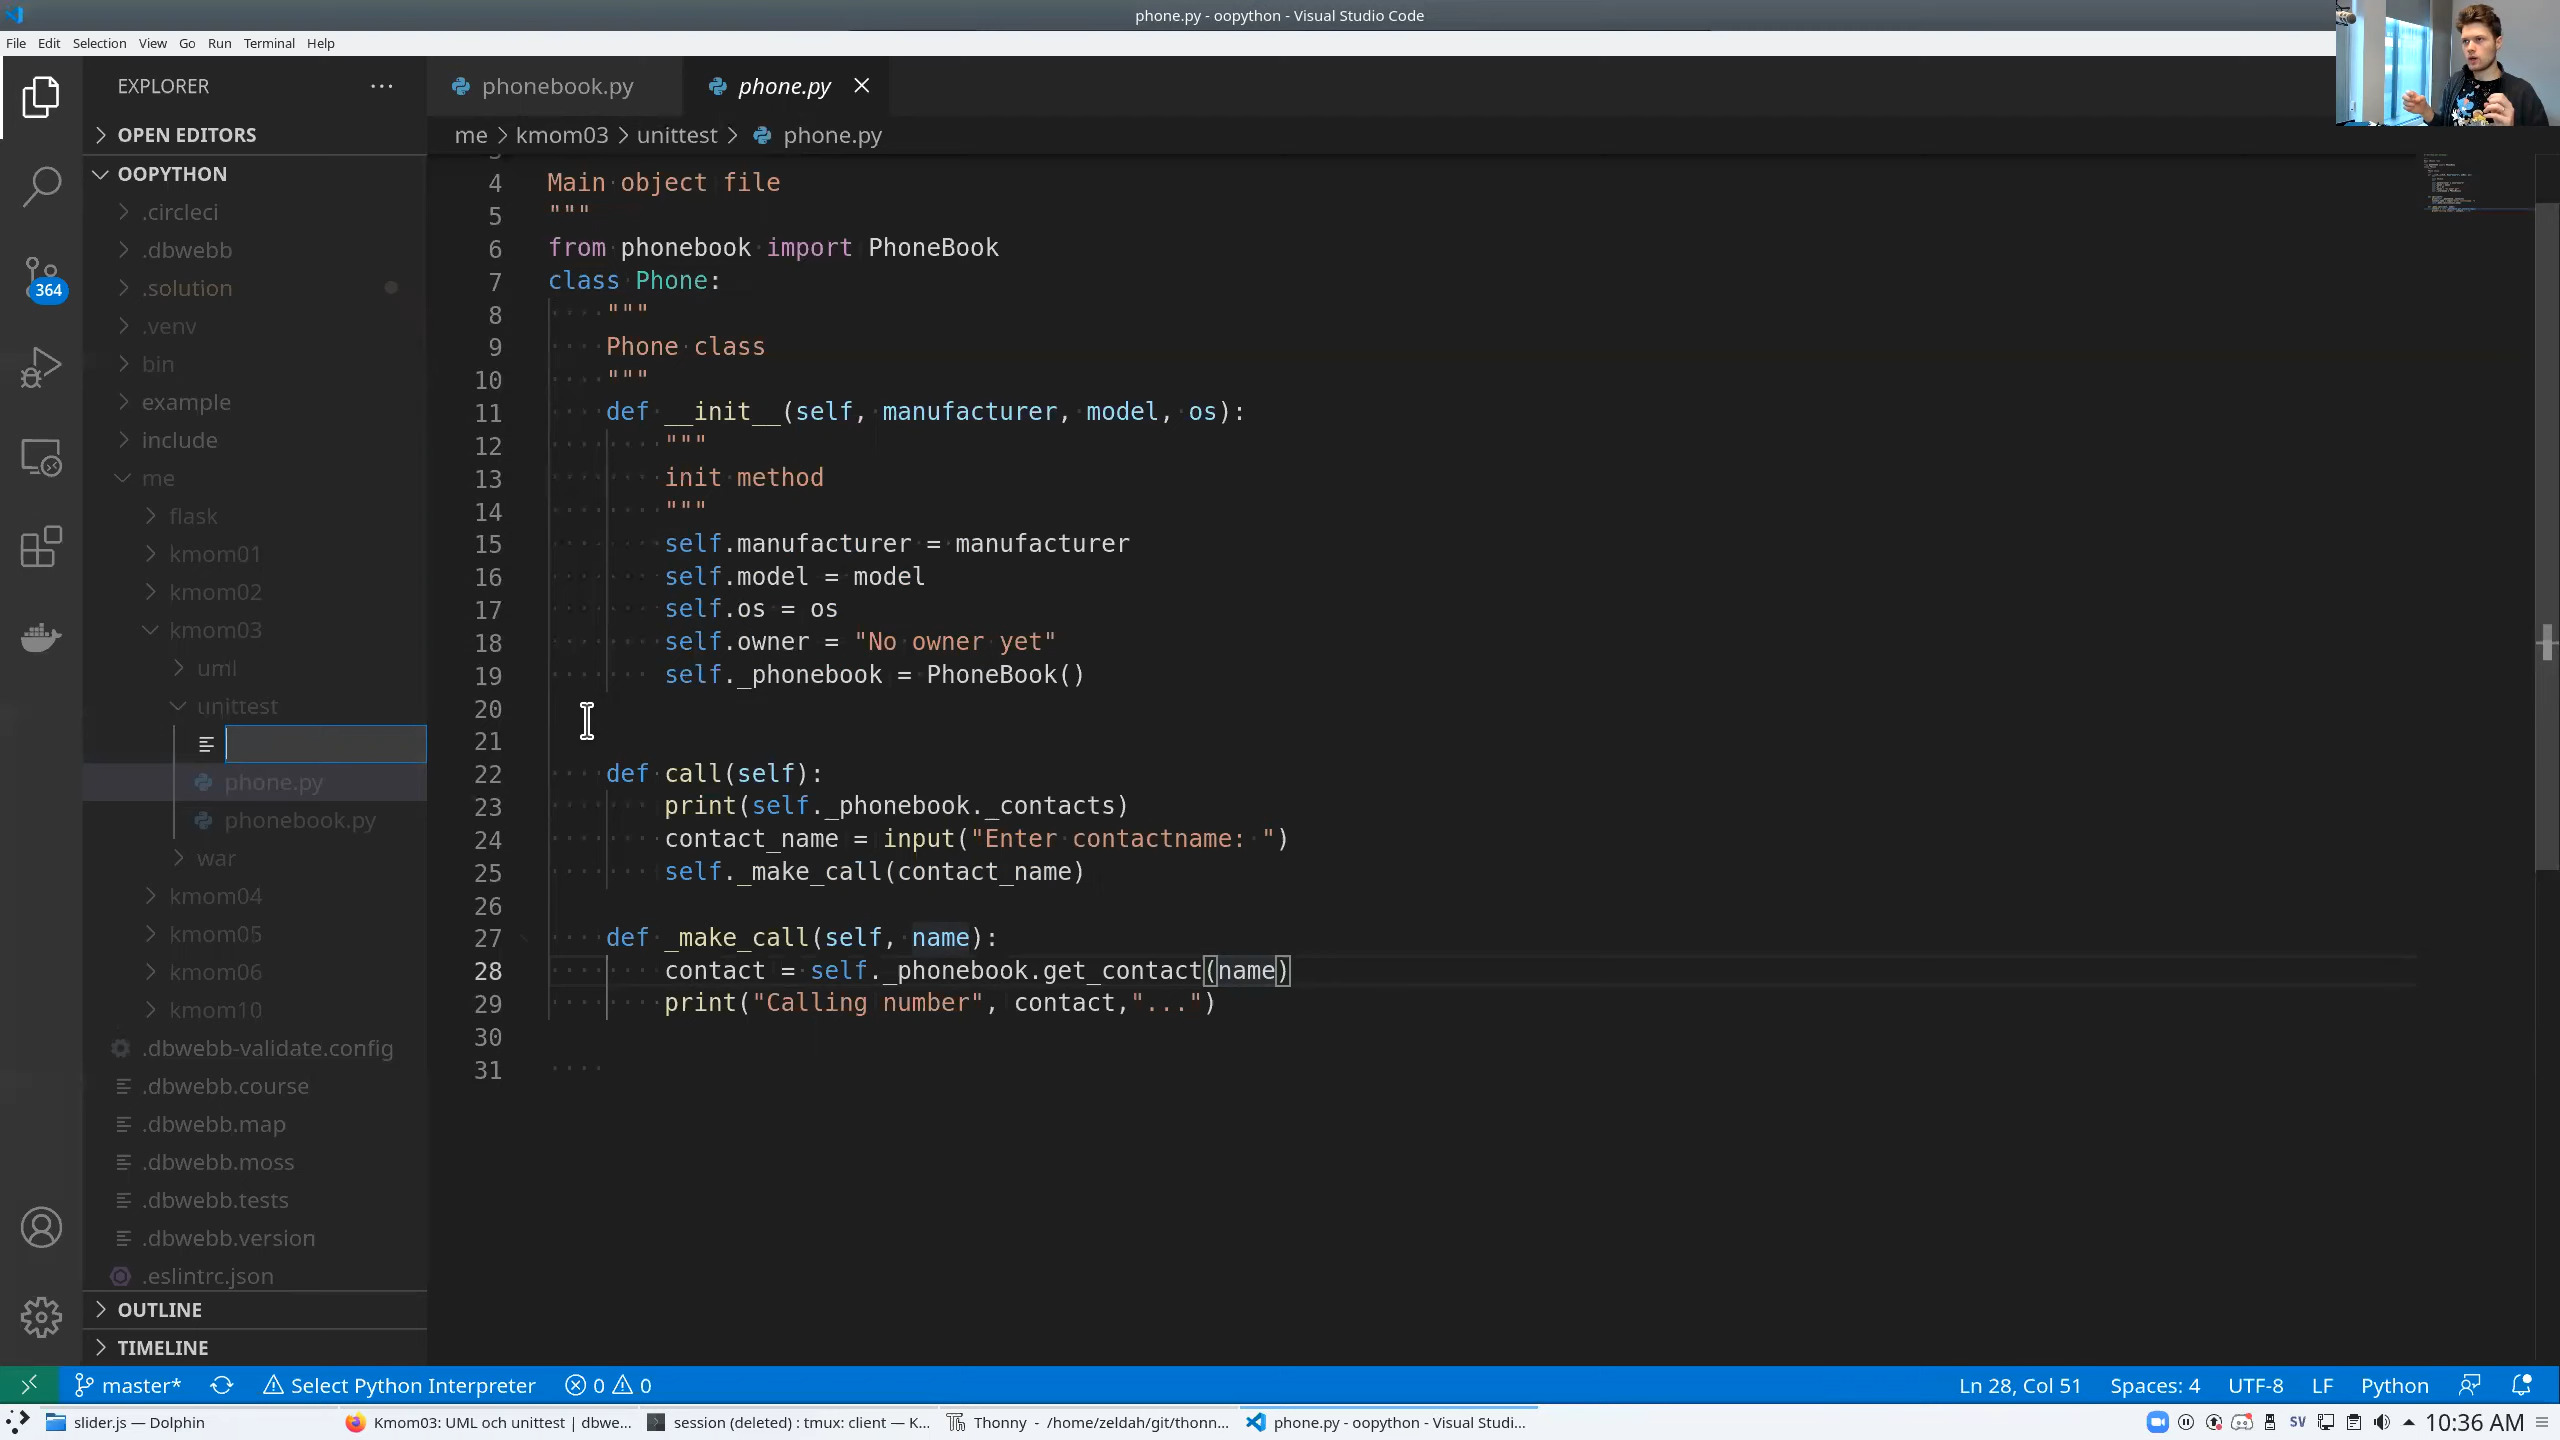 phone.py - oopython - Visual Studio Code
File Edit Selection View Go Run Terminal Help
EXPLORER ...
phonebook.py
phone.py
OPEN EDITORS
me > kmom03 > unittest > phone.py
OOPYTHON
.circleci
.dbwebb
.solution
.venv
bin
example
include
me
flask
kmom01
kmom02
kmom03
uml
unittest
phone.py
phonebook.py
war
kmom04
kmom05
kmom06
kmom10
.dbwebb-validate.config
.dbwebb.course
.dbwebb.map
.dbwebb.moss
.dbwebb.tests
.dbwebb.version
.eslintrc.json
OUTLINE
TIMELINE
364
4 Main object file
5 """
6 from phonebook import PhoneBook
7 class Phone:
8     """
9     Phone class
10     """
11     def __init__(self, manufacturer, model, os):
12         """
13         init method
14         """
15         self.manufacturer = manufacturer
16         self.model = model
17         self.os = os
18         self.owner = "No owner yet"
19         self._phonebook = PhoneBook()
20
21
22     def call(self):
23         print(self._phonebook._contacts)
24         contact_name = input("Enter contactname: ")
25         self._make_call(contact_name)
26
27     def _make_call(self, name):
28         contact = self._phonebook.get_contact(name)
29         print("Calling number", contact,"...")
30
31
master* Select Python Interpreter 0 0 Ln 28, Col 51 Spaces: 4 UTF-8 LF Python
slider.js — Dolphin Kmom03: UML och unittest | dbwe... session (deleted) : tmux: client — K... Thonny - /home/zeldah/git/thonn... phone.py - oopython - Visual Studi... SV 10:36 AM